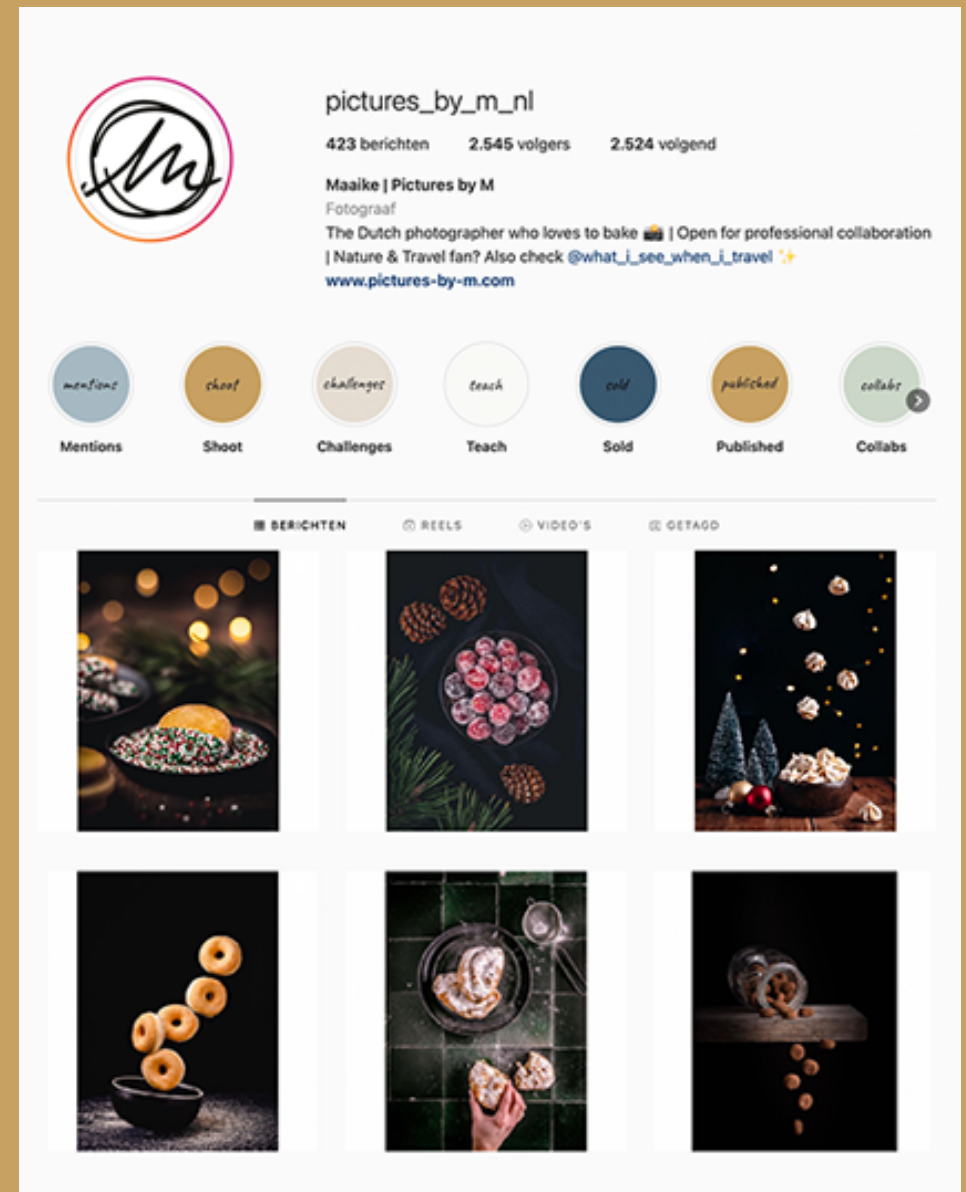 pictures_by_m_nl
423 berichten 2.545 volgers 2.524 volgend
Maaike | Pictures by M
Fotograaf
The Dutch photographer who loves to bake 📸 | Open for professional collaboration
| Nature & Travel fan? Also check @what_i_see_when_i_travel ✨
www.pictures-by-m.com
mentions shoot challenges teach sold published collabs
Mentions Shoot Challenges Teach Sold Published Collabs
BERICHTEN REELS VIDEO'S GETAGD